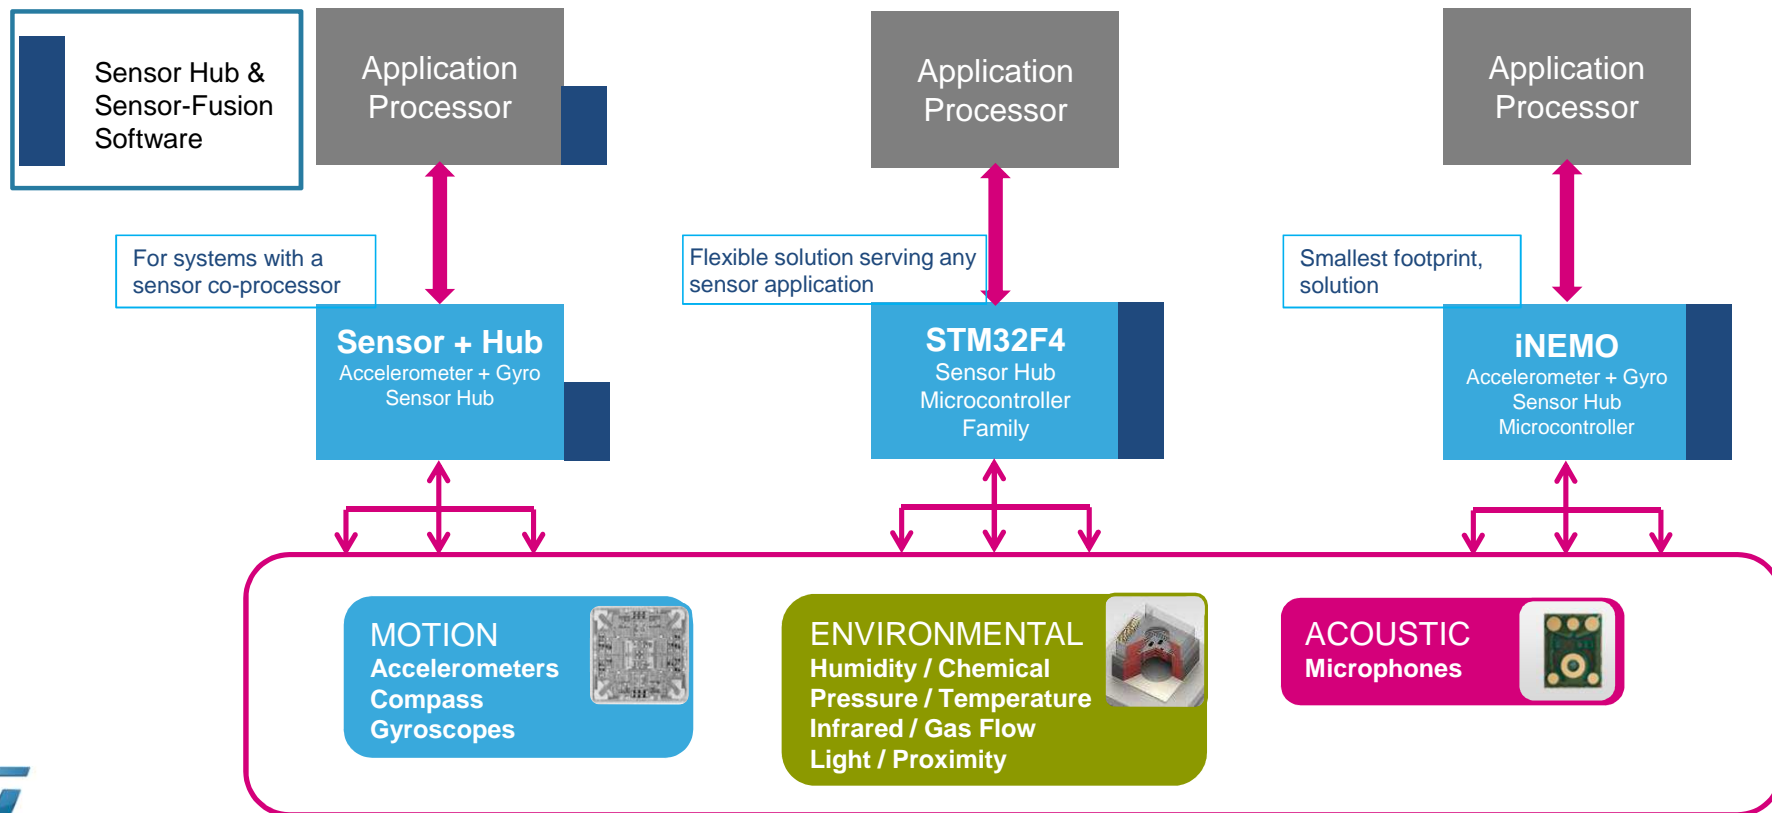 Sensor Hub &
Sensor-Fusion
Software
Application
Processor
Application
Processor
Application
Processor
For systems with a
sensor co-processor
Flexible solution serving any
sensor application
Smallest footprint,
solution
Sensor + Hub
Accelerometer + Gyro
Sensor Hub
STM32F4
Sensor Hub
Microcontroller
Family
iNEMO
Accelerometer + Gyro
Sensor Hub
Microcontroller
MOTION
Accelerometers
Compass
Gyroscopes
ENVIRONMENTAL
Humidity / Chemical
Pressure / Temperature
Infrared / Gas Flow
Light / Proximity
ACOUSTIC
Microphones